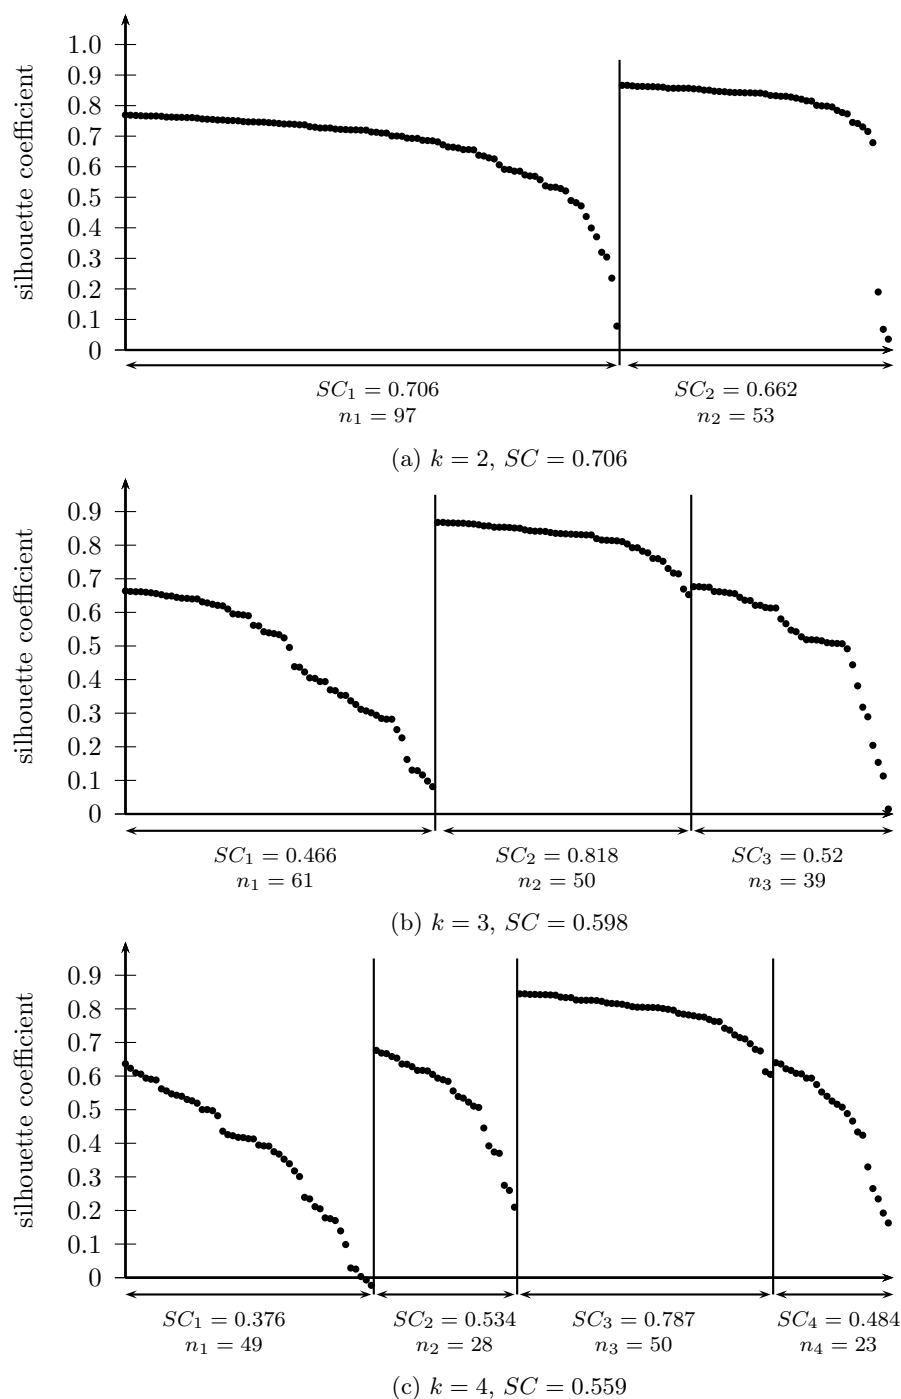 silhouette coefficient
1.0
0.9
0.8
0.7
0.6
0.5
0.4
0.3
0.2
0.1
0
SC₁ = 0.706 SC₂ = 0.662
n₁ = 97 n₂ = 53
(a) k = 2, SC = 0.706
silhouette coefficient
0.9
0.8
0.7
0.6
0.5
0.4
0.3
0.2
0.1
0
SC₁ = 0.466 SC₂ = 0.818 SC₃ = 0.52
n₁ = 61 n₂ = 50 n₃ = 39
(b) k = 3, SC = 0.598
silhouette coefficient
0.9
0.8
0.7
0.6
0.5
0.4
0.3
0.2
0.1
0
SC₁ = 0.376 SC₂ = 0.534 SC₃ = 0.787 SC₄ = 0.484
n₁ = 49 n₂ = 28 n₃ = 50 n₄ = 23
(c) k = 4, SC = 0.559